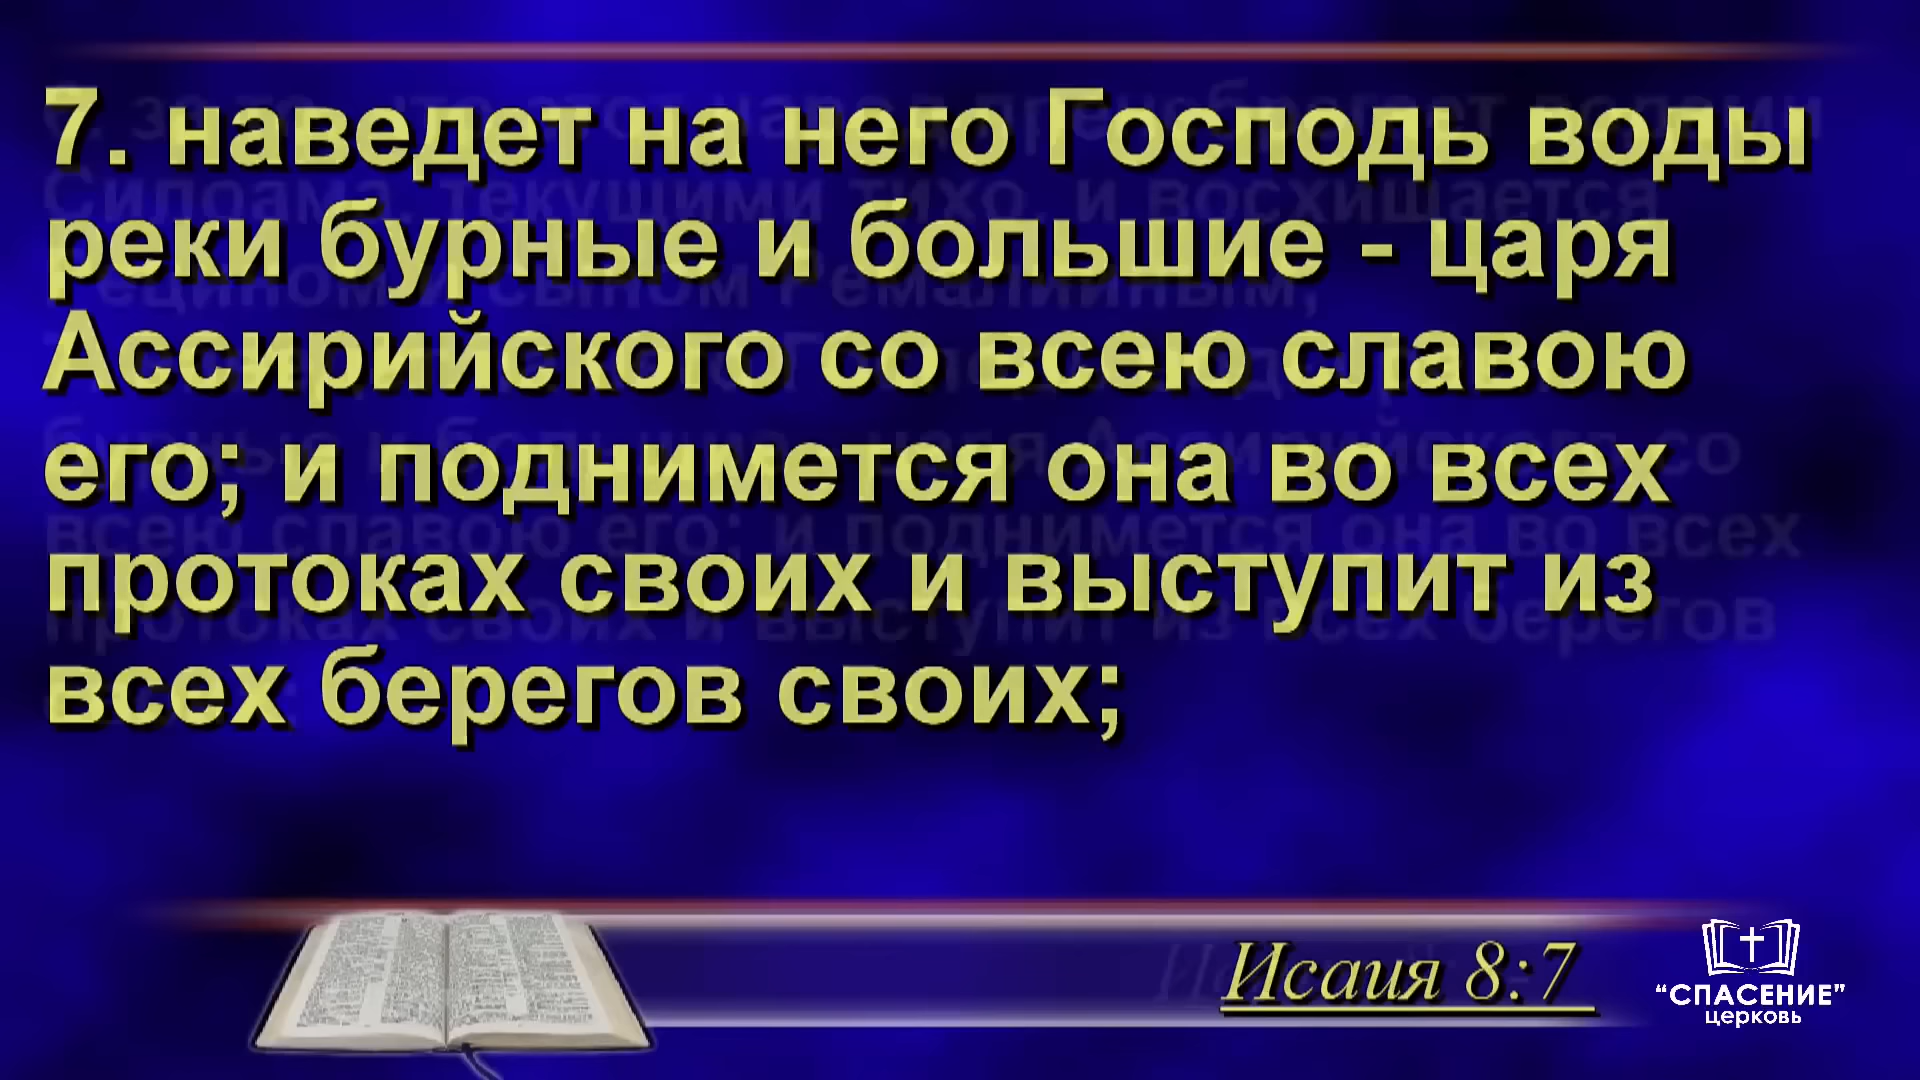 7. наведет на него Господь воды
реки бурные и большие - царя
Ассирийского со всею славою
его; и поднимется она во всех
протоках своих и выступит из
всех берегов своих;
Исаия 8:7
“СПАСЕНИЕ”
церковь